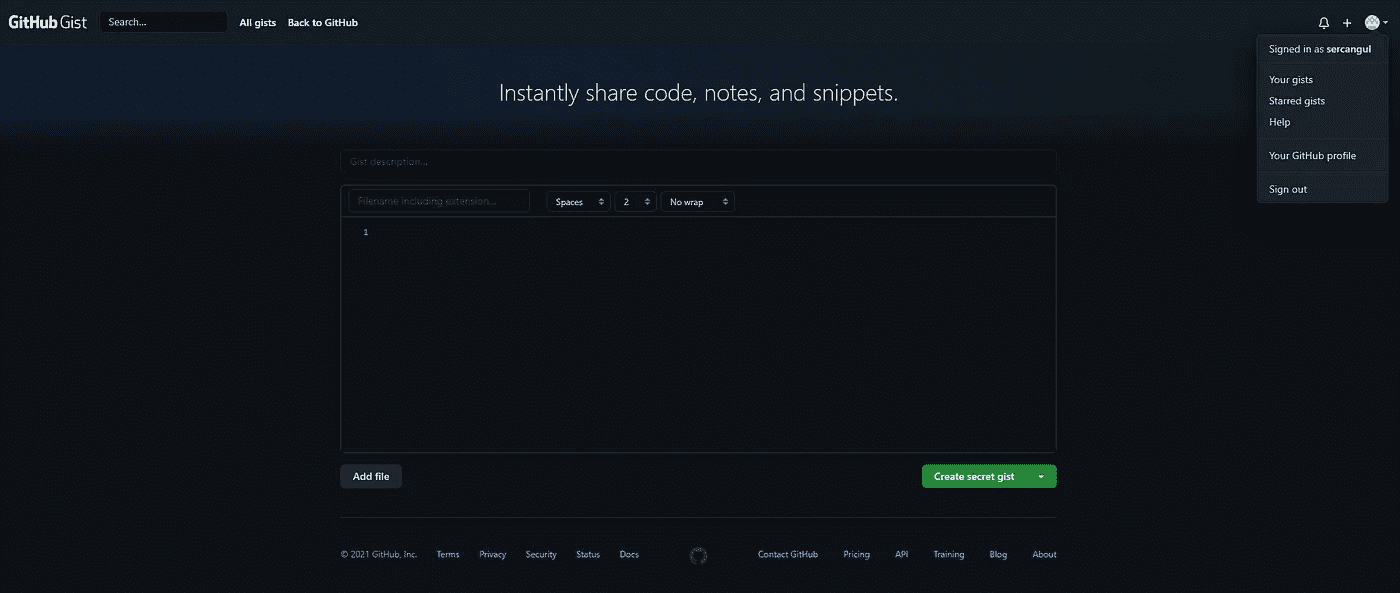 GitHub Gist Search... All gists Back to GitHub
Signed in as sercangul
Your gists
Starred gists
Help
Your GitHub profile
Sign out
Instantly share code, notes, and snippets.
Gist description...
Filename including extension... Spaces 2 No wrap
1
Add file Create secret gist
© 2021 GitHub, Inc. Terms Privacy Security Status Docs Contact GitHub Pricing API Training Blog About